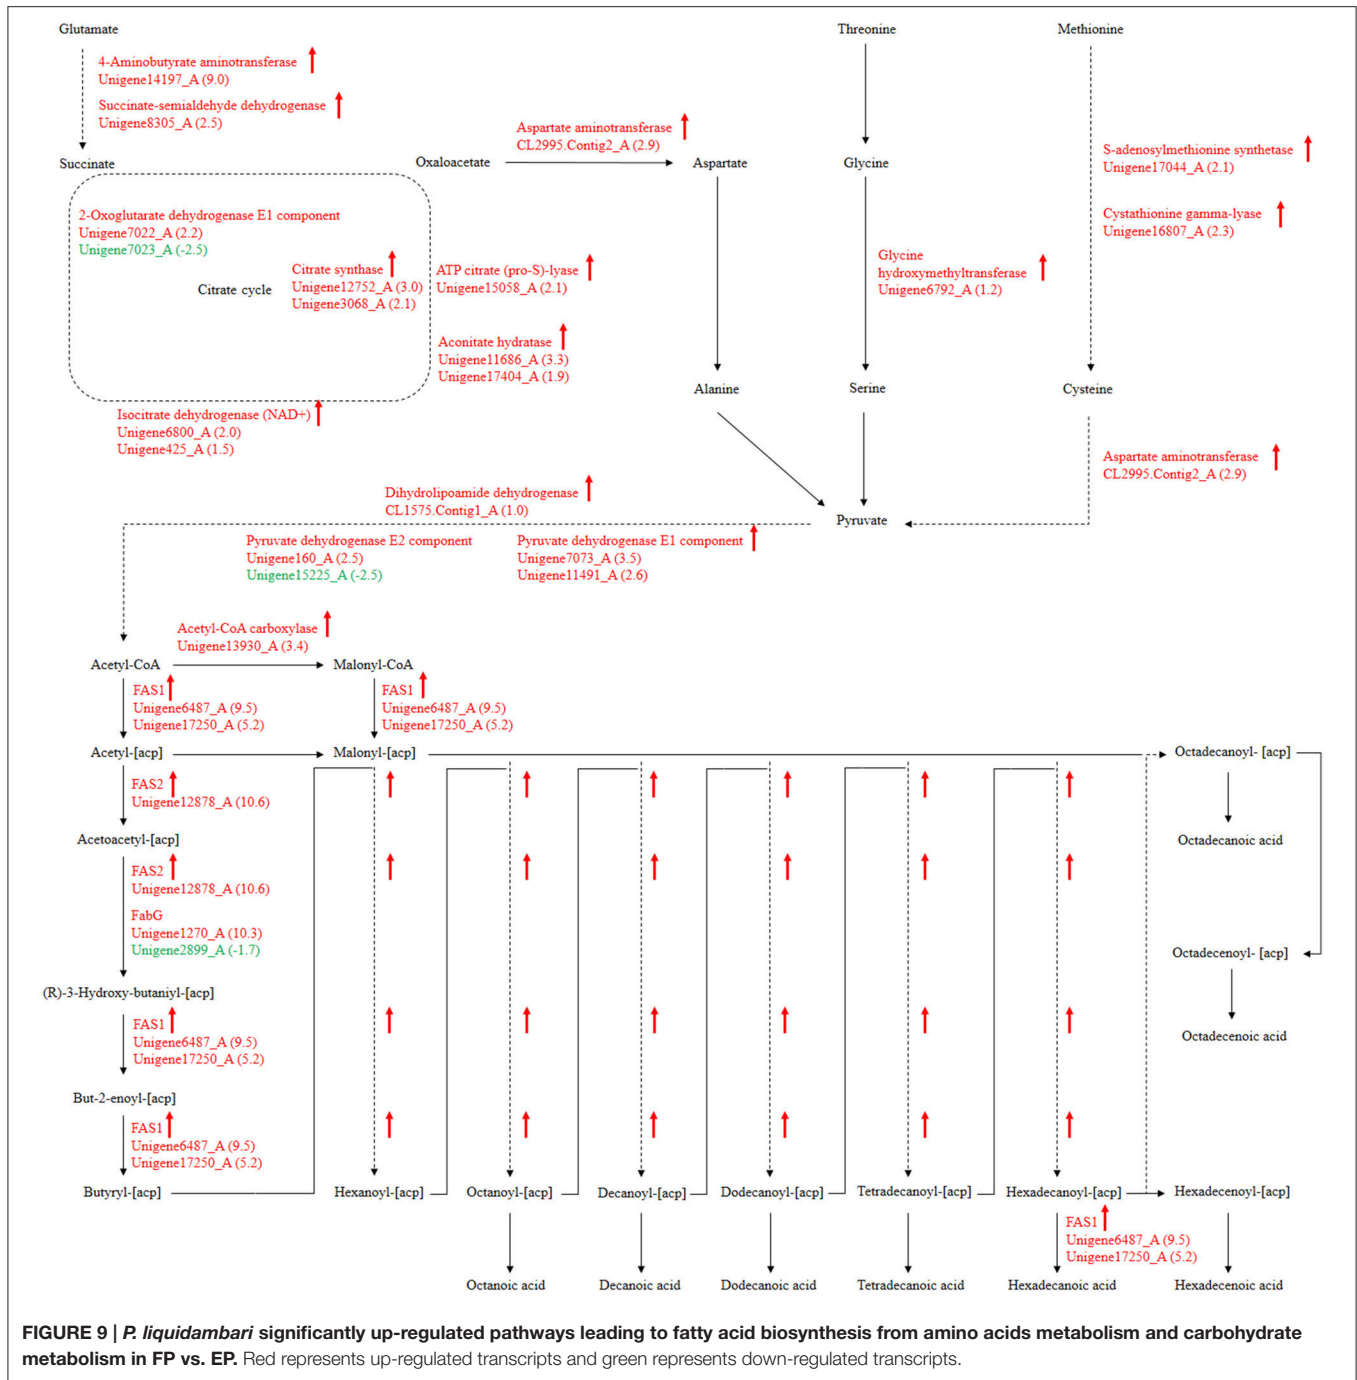 Glutamate
Threonine
Methionine
4-Aminobutyrate aminotransferase
Unigene14197_A (9.0)
Succinate-semialdehyde dehydrogenase
Unigene8305_A (2.5)
Aspartate aminotransferase
CL2995.Contig2_A (2.9)
Succinate
Oxaloacetate
Aspartate
Glycine
S-adenosylmethionine synthetase
Unigene17044_A (2.1)
2-Oxoglutarate dehydrogenase E1 component
Unigene7022_A (2.2)
Unigene7023_A (-2.5)
Cystathionine gamma-lyase
Unigene16807_A (2.3)
Citrate cycle
Citrate synthase
Unigene12752_A (3.0)
Unigene3068_A (2.1)
ATP citrate (pro-S)-lyase
Unigene15058_A (2.1)
Glycine
hydroxymethyltransferase
Unigene6792_A (1.2)
Aconitate hydratase
Unigene11686_A (3.3)
Unigene17404_A (1.9)
Alanine
Serine
Cysteine
Isocitrate dehydrogenase (NAD+)
Unigene6800_A (2.0)
Unigene425_A (1.5)
Aspartate aminotransferase
CL2995.Contig2_A (2.9)
Dihydrolipoamide dehydrogenase
CL1575.Contig1_A (1.0)
Pyruvate
Pyruvate dehydrogenase E2 component
Unigene160_A (2.5)
Unigene15225_A (-2.5)
Pyruvate dehydrogenase E1 component
Unigene7073_A (3.5)
Unigene11491_A (2.6)
Acetyl-CoA carboxylase
Unigene13930_A (3.4)
Acetyl-CoA
Malonyl-CoA
FAS1
Unigene6487_A (9.5)
Unigene17250_A (5.2)
FAS1
Unigene6487_A (9.5)
Unigene17250_A (5.2)
Acetyl-[acp]
Malonyl-[acp]
Octadecanoyl- [acp]
FAS2
Unigene12878_A (10.6)
Acetoacetyl-[acp]
Octadecanoic acid
FAS2
Unigene12878_A (10.6)
FabG
Unigene1270_A (10.3)
Unigene2899_A (-1.7)
Octadecenoyl- [acp]
(R)-3-Hydroxy-butaniyl-[acp]
FAS1
Unigene6487_A (9.5)
Unigene17250_A (5.2)
Octadecenoic acid
But-2-enoyl-[acp]
FAS1
Unigene6487_A (9.5)
Unigene17250_A (5.2)
Butyryl-[acp]
Hexanoyl-[acp]
Octanoyl-[acp]
Decanoyl-[acp]
Dodecanoyl-[acp]
Tetradecanoyl-[acp]
Hexadecanoyl-[acp]
Hexadecenoyl-[acp]
FAS1
Unigene6487_A (9.5)
Unigene17250_A (5.2)
Octanoic acid
Decanoic acid
Dodecanoic acid
Tetradecanoic acid
Hexadecanoic acid
Hexadecenoic acid
FIGURE 9 | P. liquidambari significantly up-regulated pathways leading to fatty acid biosynthesis from amino acids metabolism and carbohydrate
metabolism in FP vs. EP. Red represents up-regulated transcripts and green represents down-regulated transcripts.